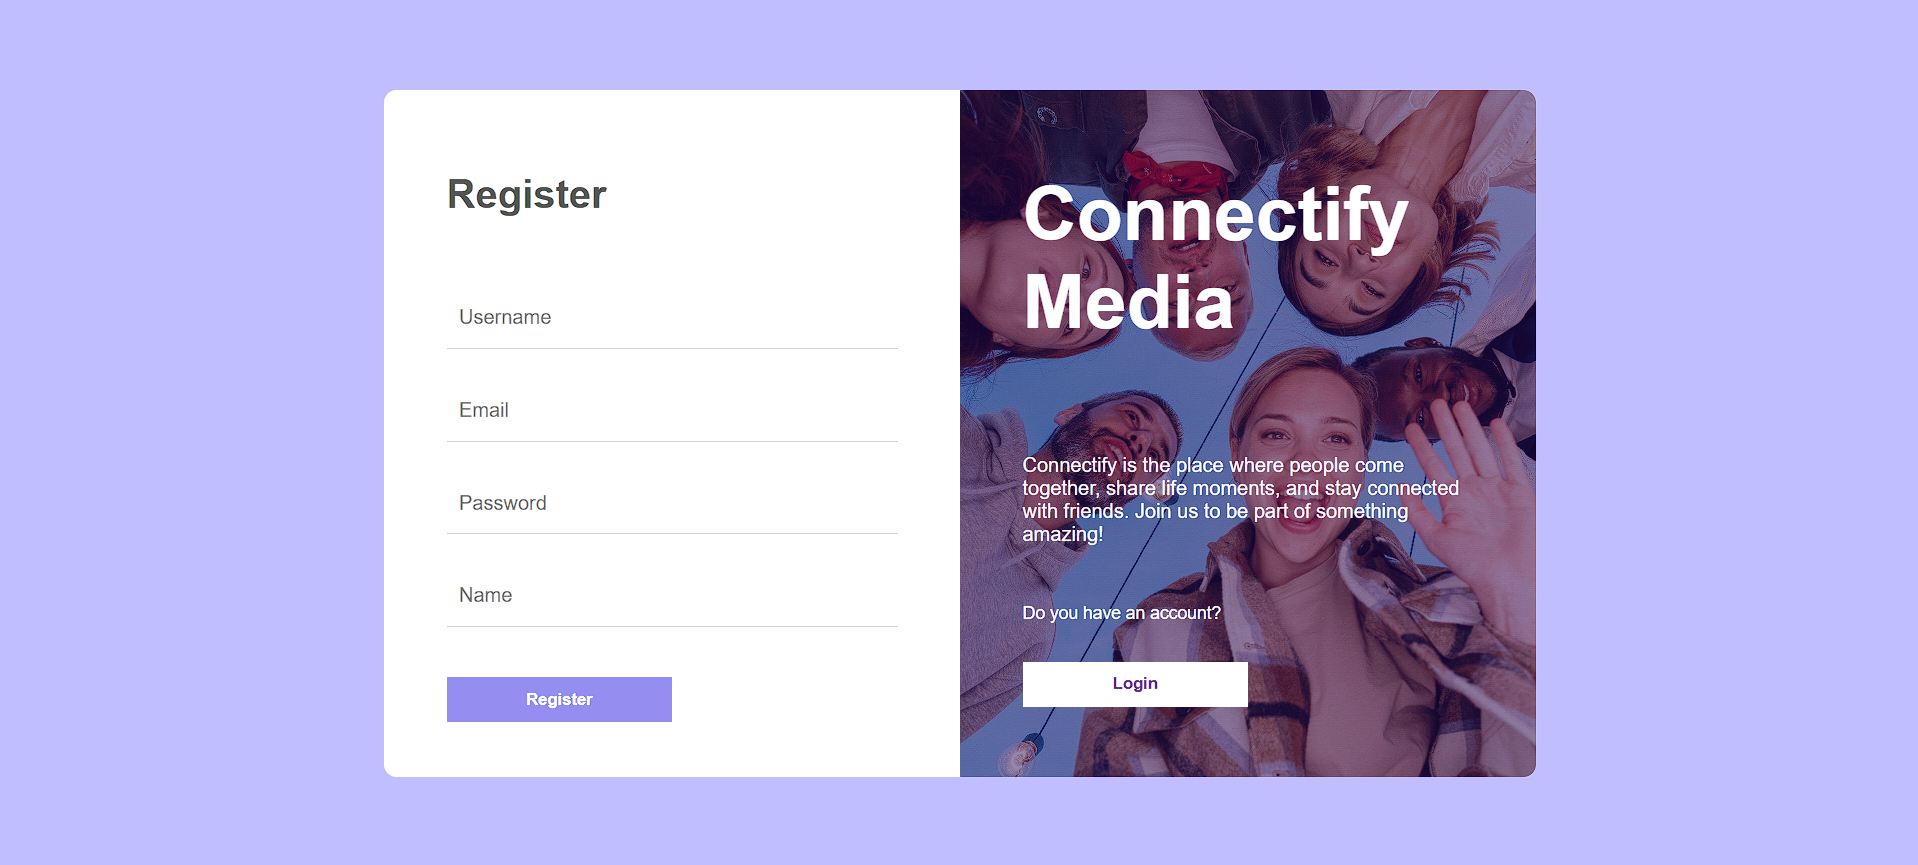 Register
Username
Email
Password
Name
Register
Connectify
Media
Connectify is the place where people come
together, share life moments, and stay connected
with friends. Join us to be part of something
amazing!
Do you have an account?
Login